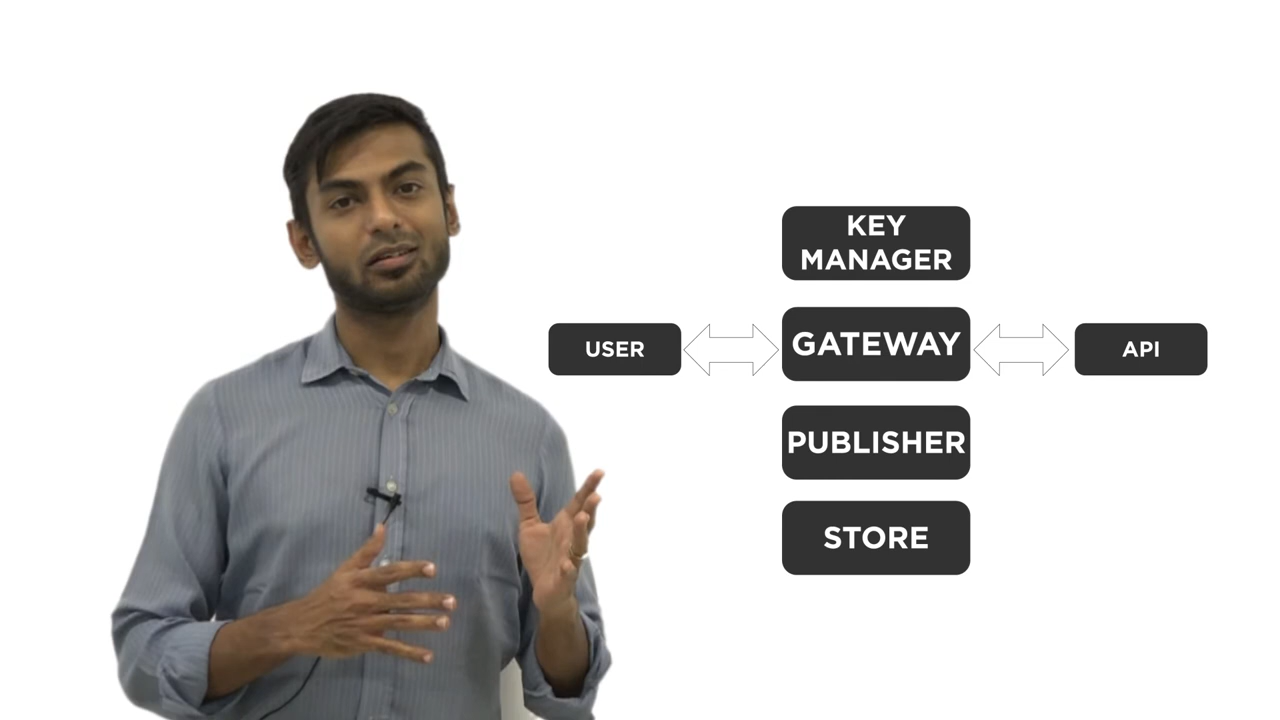 KEY
MANAGER
USER
GATEWAY
API
PUBLISHER
STORE